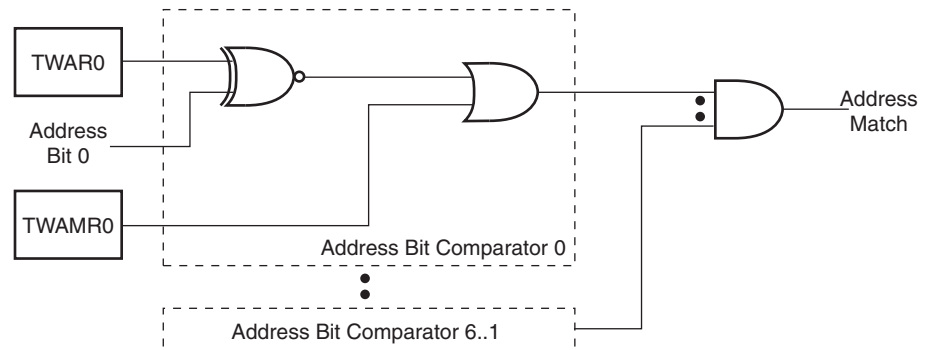 TWAR0
Address
Bit 0
TWAMR0
Address Bit Comparator 0
Address
Match
Address Bit Comparator 6..1